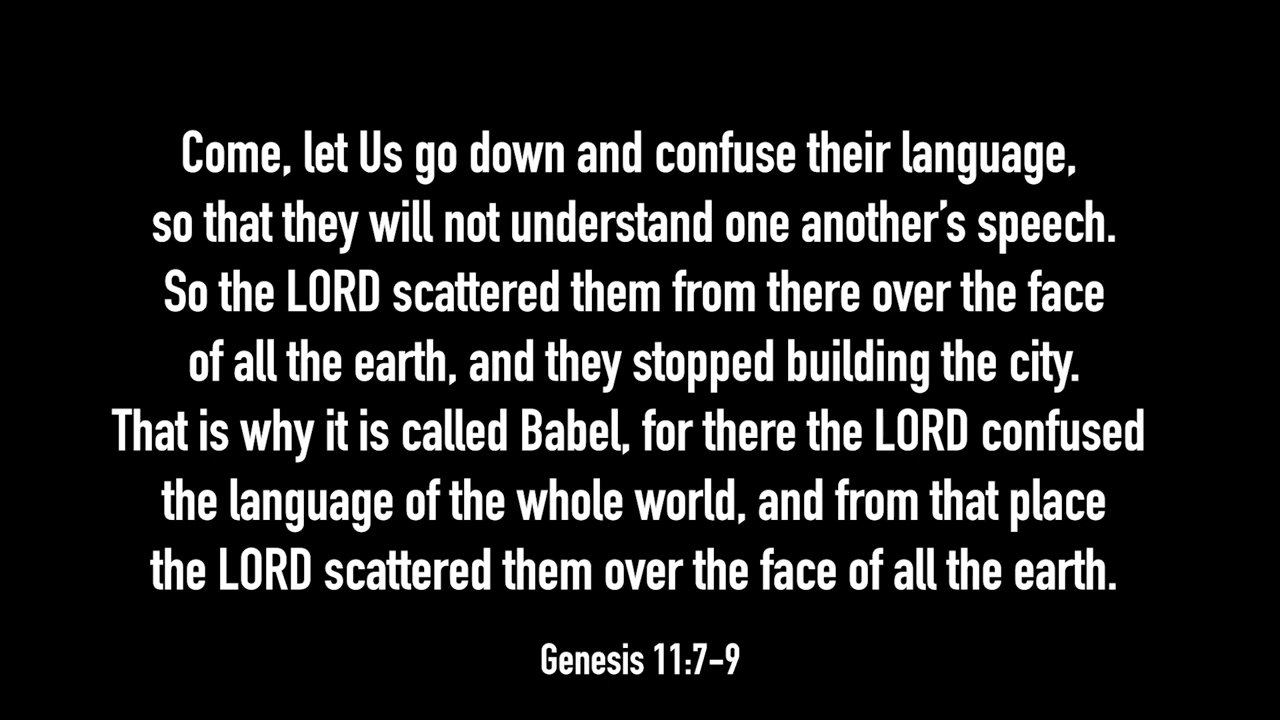 Come, let Us go down and confuse their language,
so that they will not understand one another’s speech.
So the LORD scattered them from there over the face
of all the earth, and they stopped building the city.
That is why it is called Babel, for there the LORD confused
the language of the whole world, and from that place
the LORD scattered them over the face of all the earth.
Genesis 11:7-9